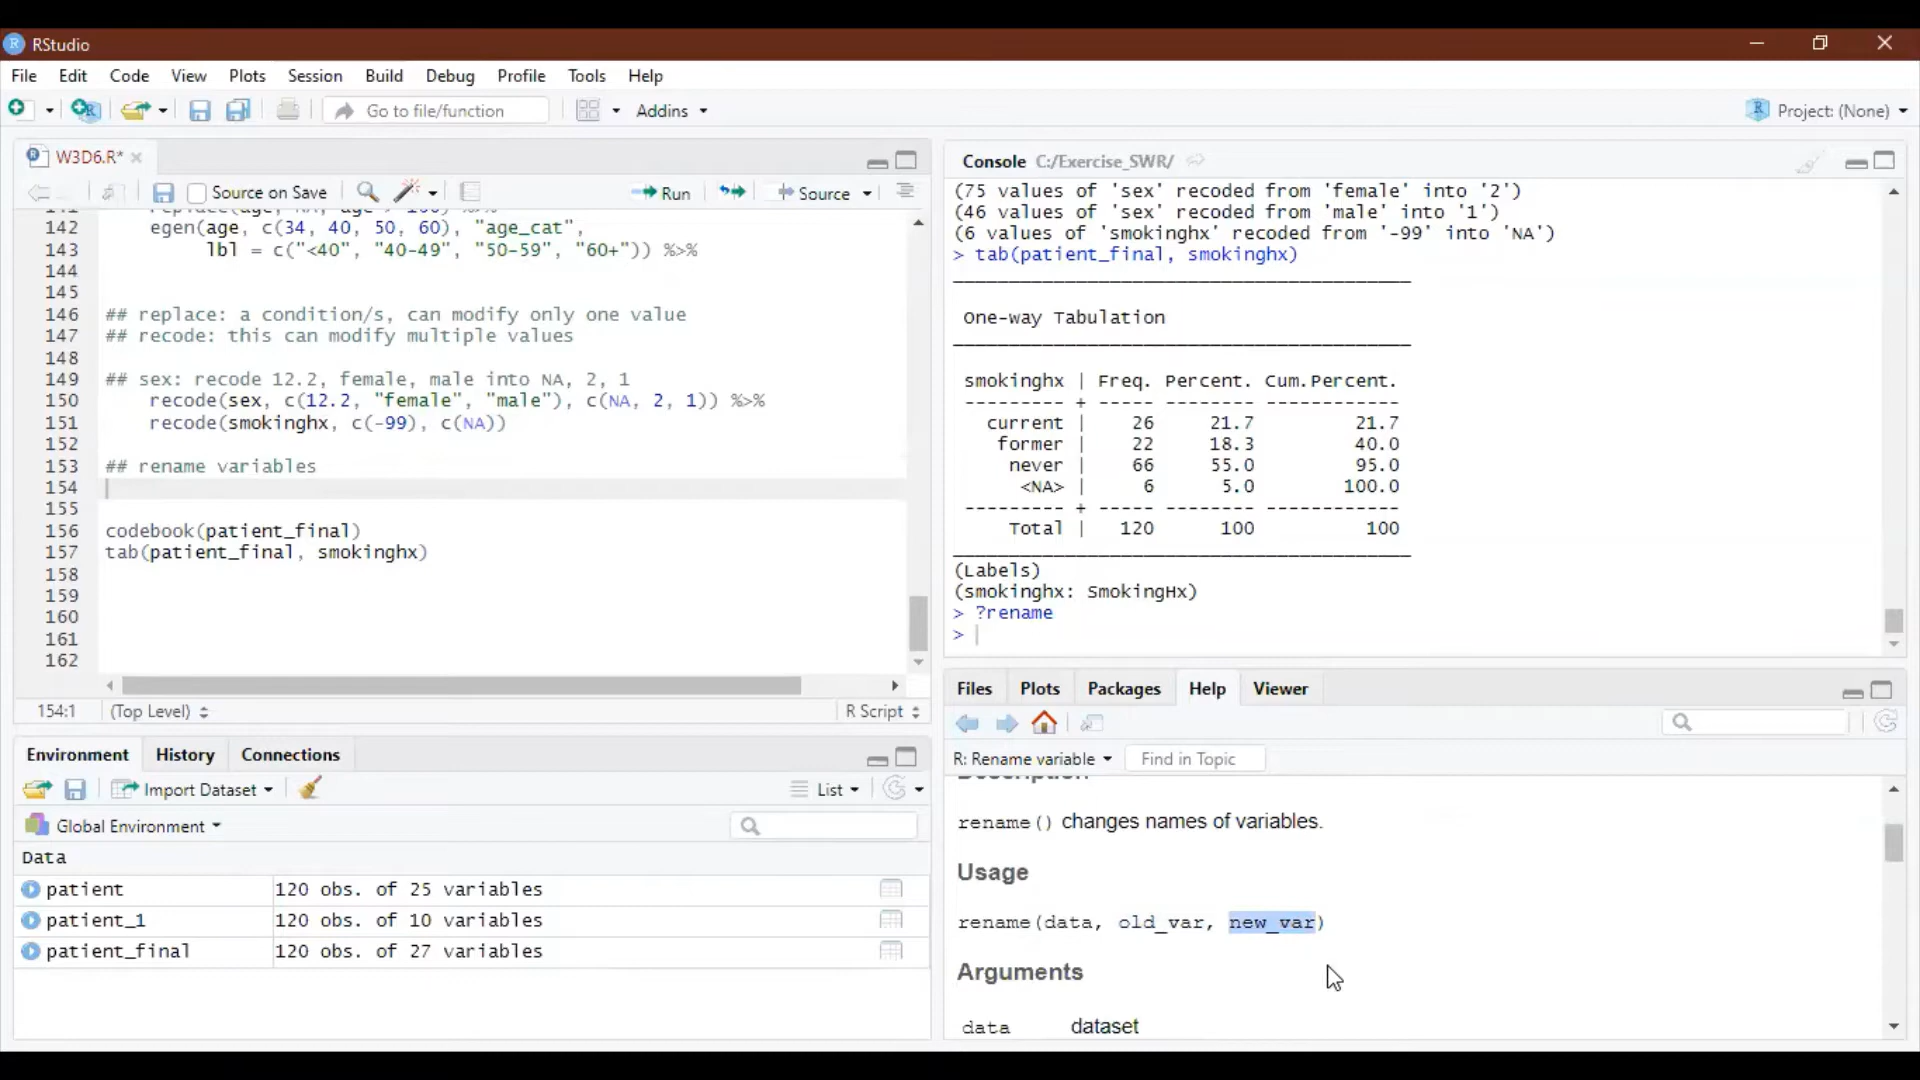 RStudio
File Edit Code View Plots Session Build Debug Profile Tools Help
Go to file/function Addins Project: (None)
W3D6.R*
Source on Save Run Source
142 egen(age, c(34, 40, 50, 60), "age_cat",
143 lbl = c("<40", "40-49", "50-59", "60+")) %>%
144
145
146 ## replace: a condition/s, can modify only one value
147 ## recode: this can modify multiple values
148
149 ## sex: recode 12.2, female, male into NA, 2, 1
150 recode(sex, c(12.2, "female", "male"), c(NA, 2, 1)) %>%
151 recode(smokinghx, c(-99), c(NA))
152
153 ## rename variables
154
155
156 codebook(patient_final)
157 tab(patient_final, smokinghx)
158
159
160
161
162
154:1 (Top Level) R Script
Environment History Connections
Import Dataset List
Global Environment
Data
patient 120 obs. of 25 variables
patient_1 120 obs. of 10 variables
patient_final 120 obs. of 27 variables
Console C:/Exercise_SWR/
(75 values of 'sex' recoded from 'female' into '2')
(46 values of 'sex' recoded from 'male' into '1')
(6 values of 'smokinghx' recoded from '-99' into 'NA')
> tab(patient_final, smokinghx)
One-way Tabulation
smokinghx | Freq. Percent. Cum.Percent.
--------- + ----- -------- ------------
current | 26 21.7 21.7
former | 22 18.3 40.0
never | 66 55.0 95.0
<NA> | 6 5.0 100.0
--------- + ----- -------- ------------
Total | 120 100 100
(Labels)
(smokinghx: SmokingHx)
> ?rename
>
Files Plots Packages Help Viewer
R: Rename variable Find in Topic
Description
rename() changes names of variables.
Usage
rename(data, old_var, new_var)
Arguments
data dataset